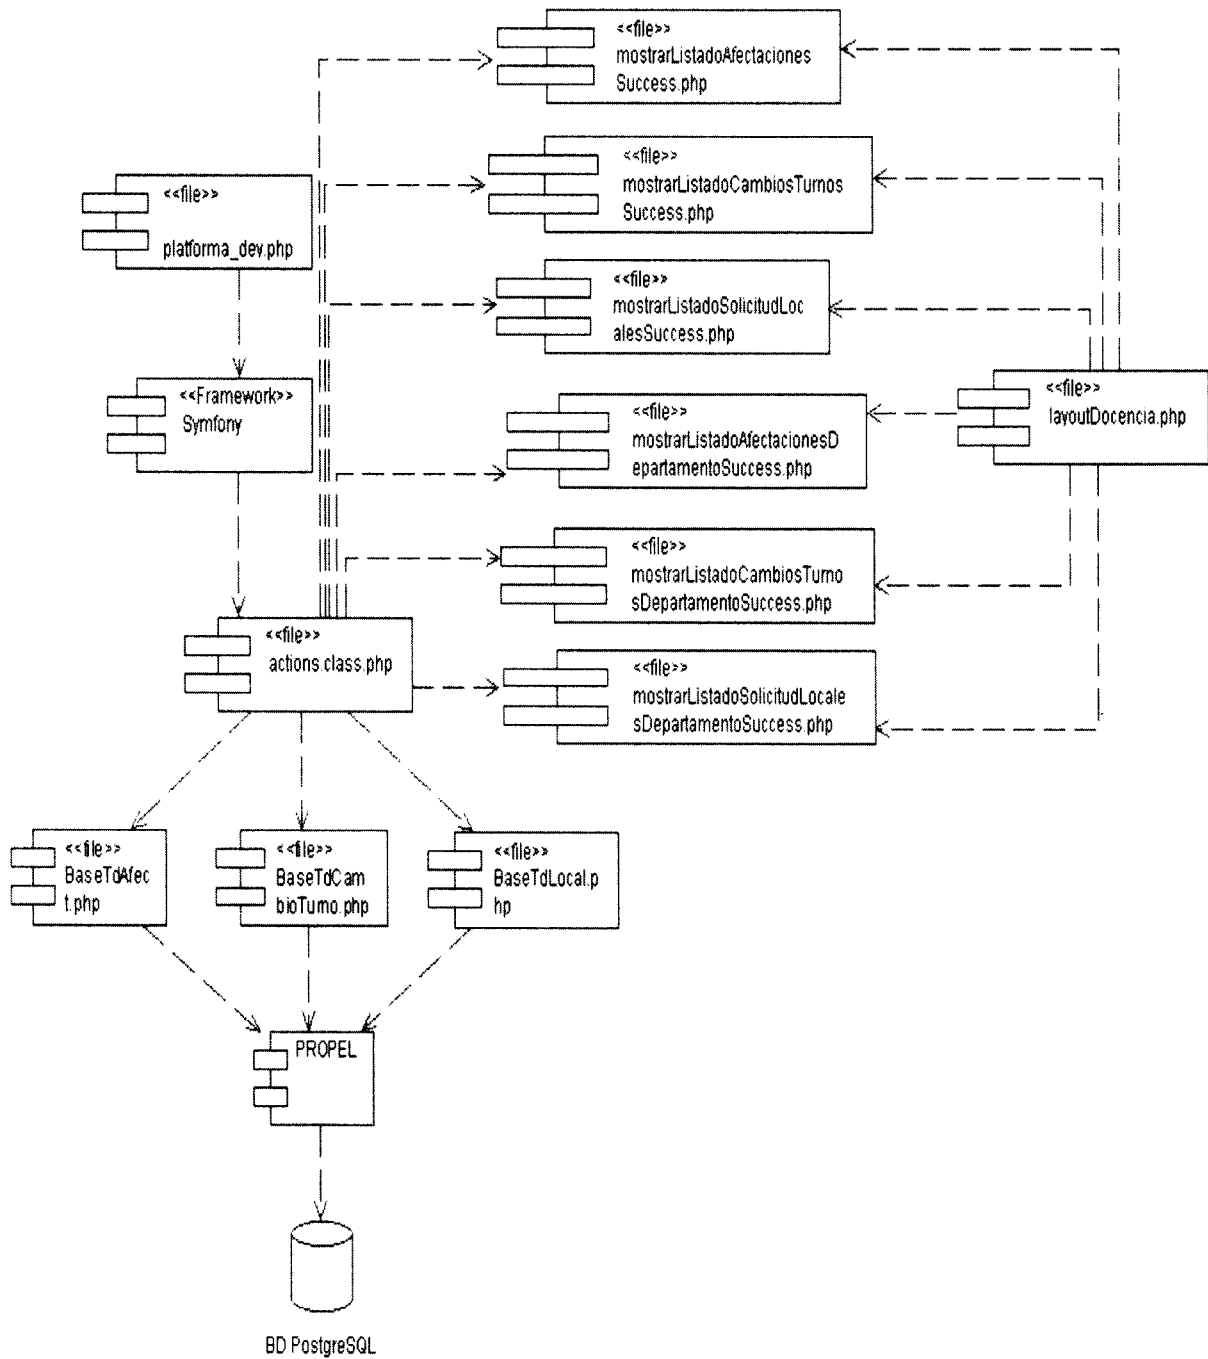 <<file>>
mostrarListadoAfectaciones
Success.php
<<file>>
mostrarListadoCambiosTurnos
Success.php
<<file>>
platforma_dev.php
<<file>>
mostrarListadoSolicitudLoc
alesSuccess.php
<<Framework>>
Symfony
<<file>>
mostrarListadoAfectacionesD
epartamentoSuccess.php
<<file>>
layoutDocencia.php
<<file>>
mostrarListadoCambiosTurno
sDepartamentoSuccess.php
<<file>>
actions.class.php
<<file>>
mostrarListadoSolicitudLocale
sDepartamentoSuccess.php
<<file>>
BaseTdAfec
t.php
<<file>>
BaseTdCam
bioTurno.php
<<file>>
BaseTdLocal.p
hp
PROPEL
BD PostgreSQL